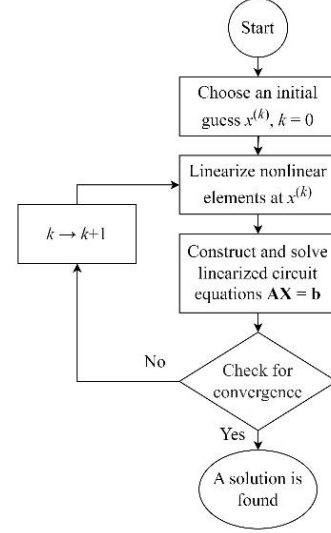 Start
Choose an initial
guess x^(k), k = 0
Linearize nonlinear
elements at x^(k)
k → k+1
Construct and solve
linearized circuit
equations AX = b
No
Check for
convergence
Yes
A solution is
found